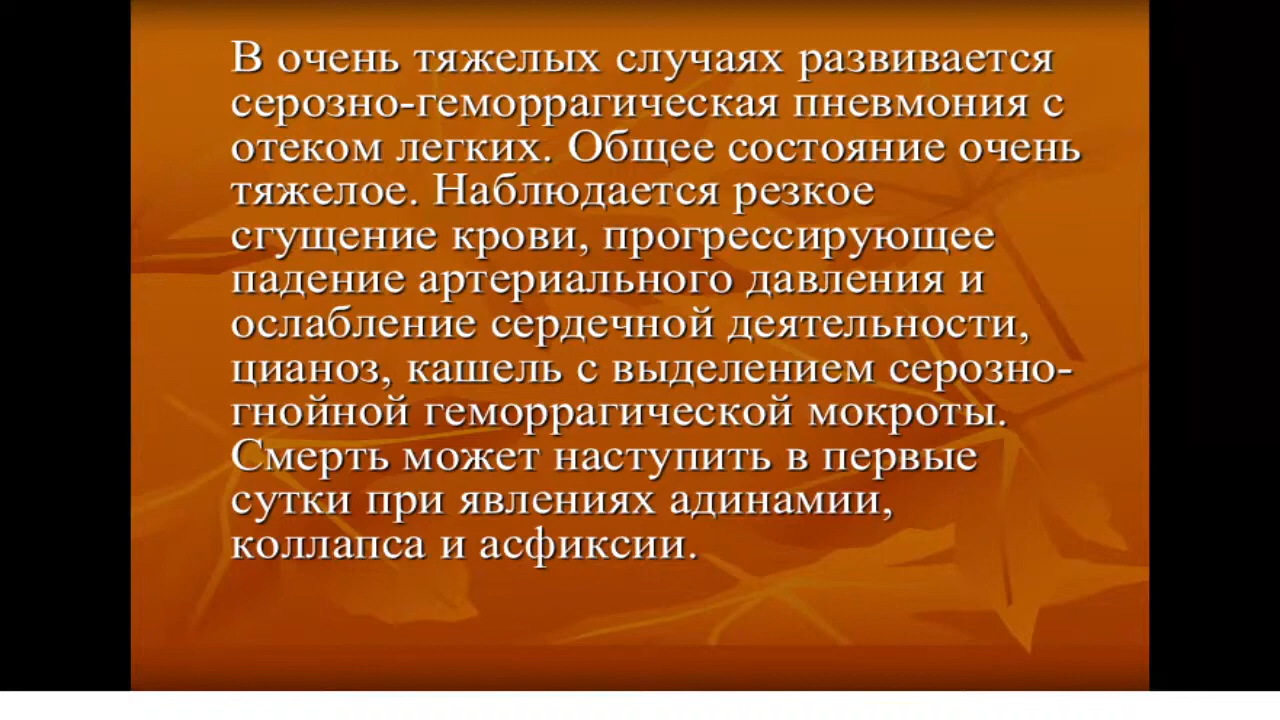 В очень тяжелых случаях развивается
серозно-геморрагическая пневмония с
отеком легких. Общее состояние очень
тяжелое. Наблюдается резкое
сгущение крови, прогрессирующее
падение артериального давления и
ослабление сердечной деятельности,
цианоз, кашель с выделением серозно-
гнойной геморрагической мокроты.
Смерть может наступить в первые
сутки при явлениях адинамии,
коллапса и асфиксии.